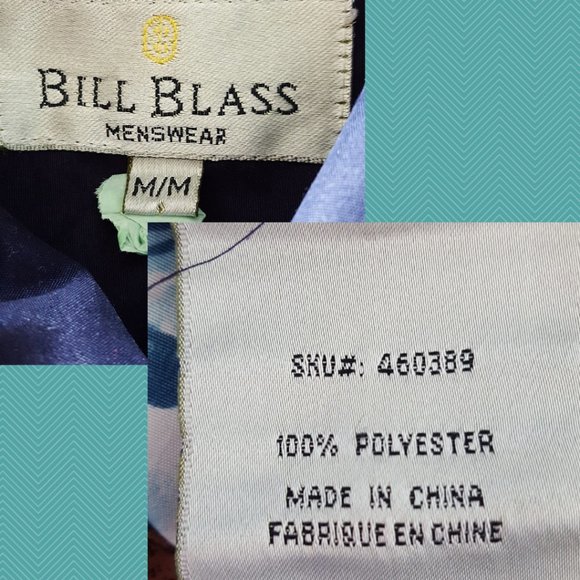 BILL BLASS
MENSWEAR
M/M
SKU#: 460389
100% POLYESTER
MADE IN CHINA
FABRIQUE EN CHINE